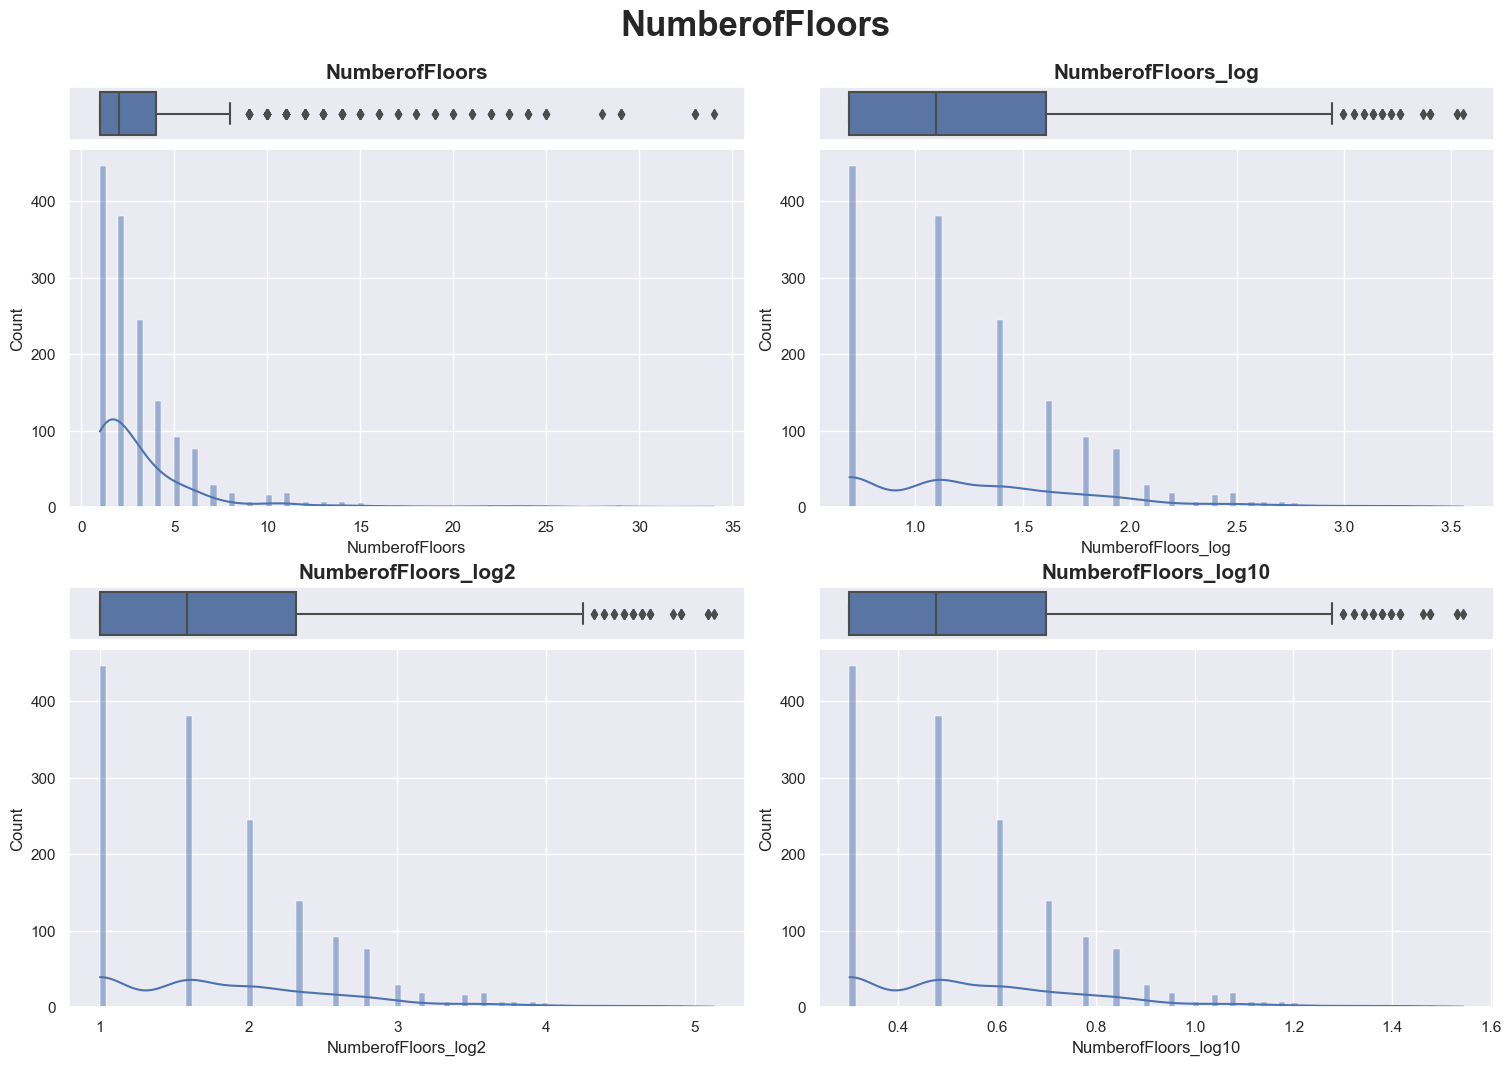 NumberofFloors
NumberofFloors
Count
400
300
200
100
0
0 5 10 15 20 25 30 35
NumberofFloors
NumberofFloors_log
Count
400
300
200
100
0
1.0 1.5 2.0 2.5 3.0 3.5
NumberofFloors_log
NumberofFloors_log2
Count
400
300
200
100
0
1 2 3 4 5
NumberofFloors_log2
NumberofFloors_log10
Count
400
300
200
100
0
0.4 0.6 0.8 1.0 1.2 1.4 1.6
NumberofFloors_log10